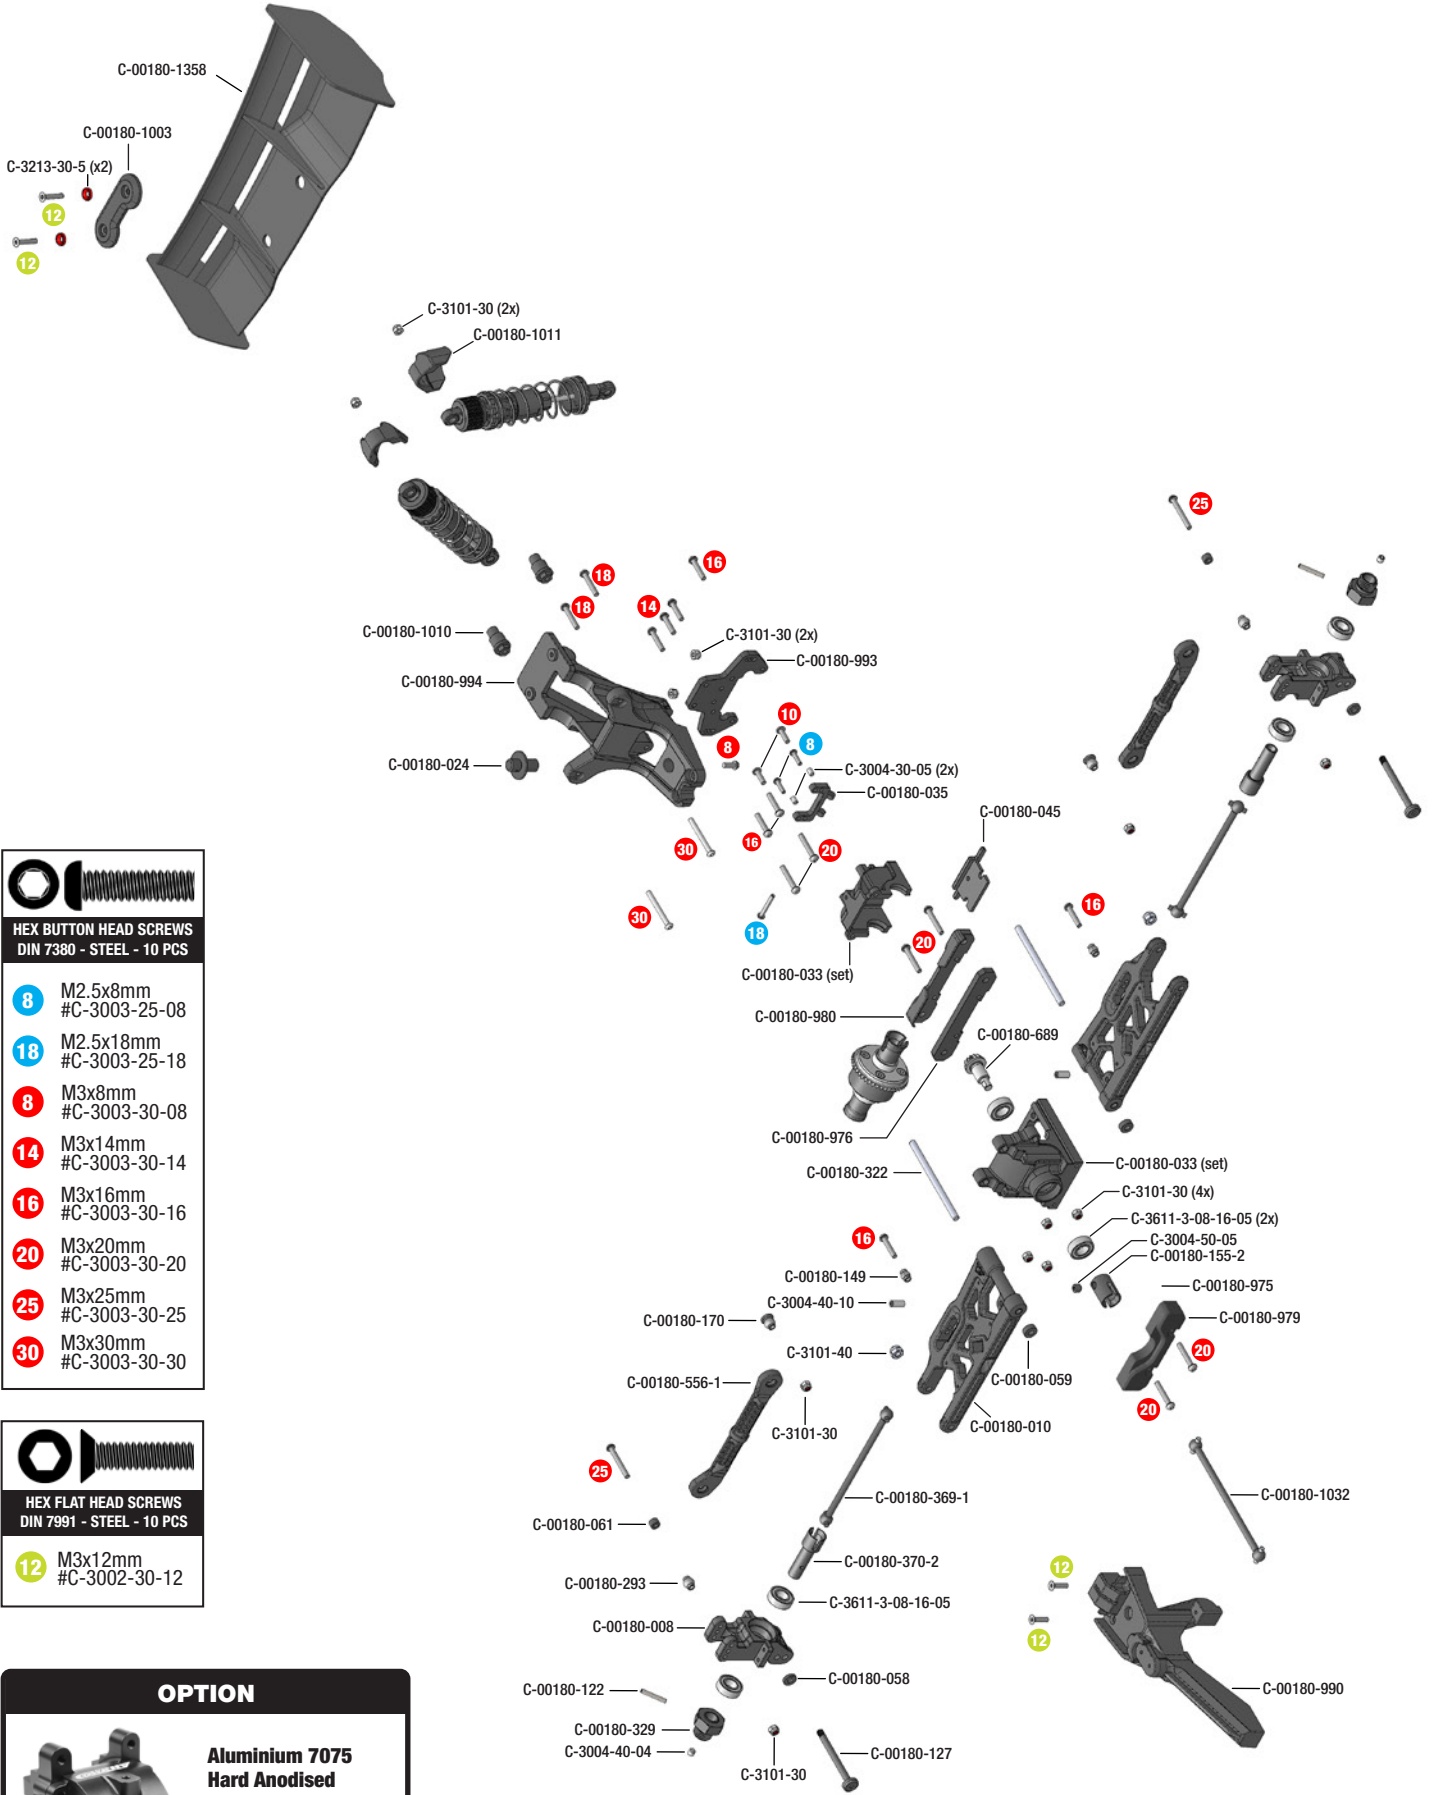 C-00180-1358
C-00180-1003
C-3213-30-5 (x2)
12
12
C-3101-30 (2x)
C-00180-1011
25
16
18
18
14
C-00180-1010
C-3101-30 (2x)
C-00180-993
C-00180-994
10
8
8
C-00180-024
C-3004-30-05 (2x)
C-00180-035
C-00180-045
30
16
20
30
18
20
16
C-00180-033 (set)
C-00180-980
C-00180-689
C-00180-976
C-00180-322
C-00180-033 (set)
C-3101-30 (4x)
C-3611-3-08-16-05 (2x)
C-3004-50-05
C-00180-155-2
16
C-00180-149
C-3004-40-10
C-00180-170
C-3101-40
C-00180-975
C-00180-979
20
20
C-00180-556-1
C-00180-059
C-00180-010
C-3101-30
25
C-00180-369-1
C-00180-1032
C-00180-061
C-00180-370-2
C-00180-293
C-3611-3-08-16-05
C-00180-008
12
12
C-00180-058
C-00180-122
C-00180-990
C-00180-329
C-3004-40-04
C-3101-30
C-00180-127
HEX BUTTON HEAD SCREWS
DIN 7380 - STEEL - 10 PCS
8 M2.5x8mm
#C-3003-25-08
18 M2.5x18mm
#C-3003-25-18
8 M3x8mm
#C-3003-30-08
14 M3x14mm
#C-3003-30-14
16 M3x16mm
#C-3003-30-16
20 M3x20mm
#C-3003-30-20
25 M3x25mm
#C-3003-30-25
30 M3x30mm
#C-3003-30-30
HEX FLAT HEAD SCREWS
DIN 7991 - STEEL - 10 PCS
12 M3x12mm
#C-3002-30-12
OPTION
Aluminium 7075
Hard Anodised